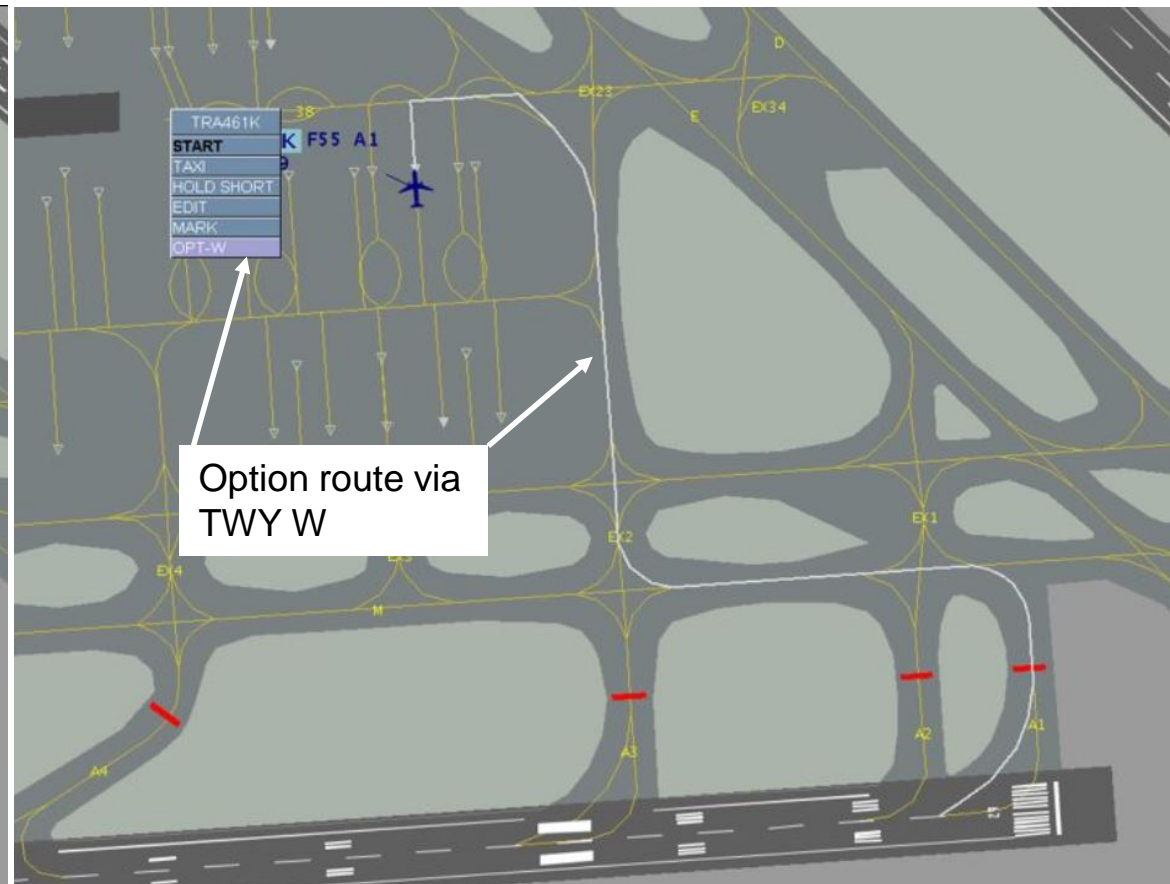 D
EX23
EX34
E
TRA461K
38
START
K F55 A1
TAXI
9
HOLD SHORT
EDIT
MARK
OPT-W
Option route via
TWY W
EX1
EX2
EX4
M
A1
A2
A3
A4